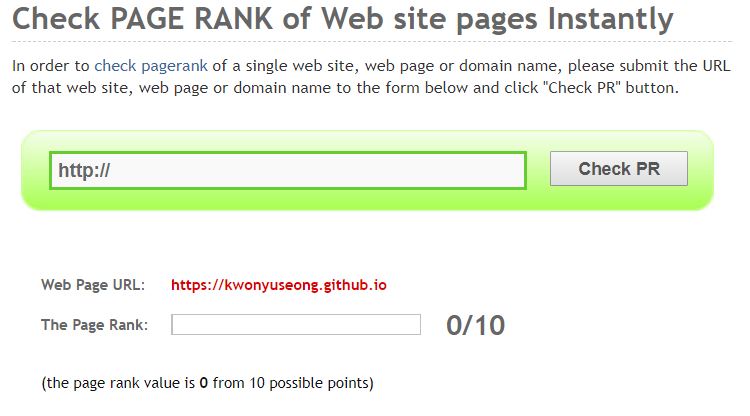 Check PAGE RANK of Web site pages Instantly
In order to check pagerank of a single web site, web page or domain name, please submit the URL
of that web site, web page or domain name to the form below and click "Check PR" button.
http:// Check PR
Web Page URL: https://kwonyuseong.github.io
The Page Rank: 0/10
(the page rank value is 0 from 10 possible points)